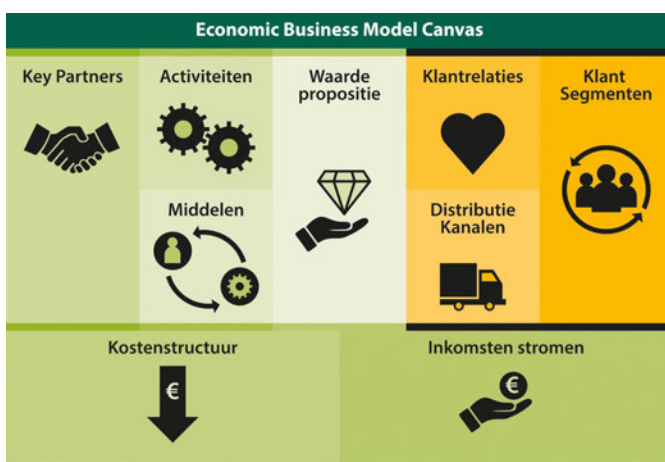 Economic Business Model Canvas
Key Partners
Activiteiten
Waarde
propositie
Klantrelaties
Klant
Segmenten
Middelen
Distributie
Kanalen
Kostenstructuur
€
Inkomsten stromen
€